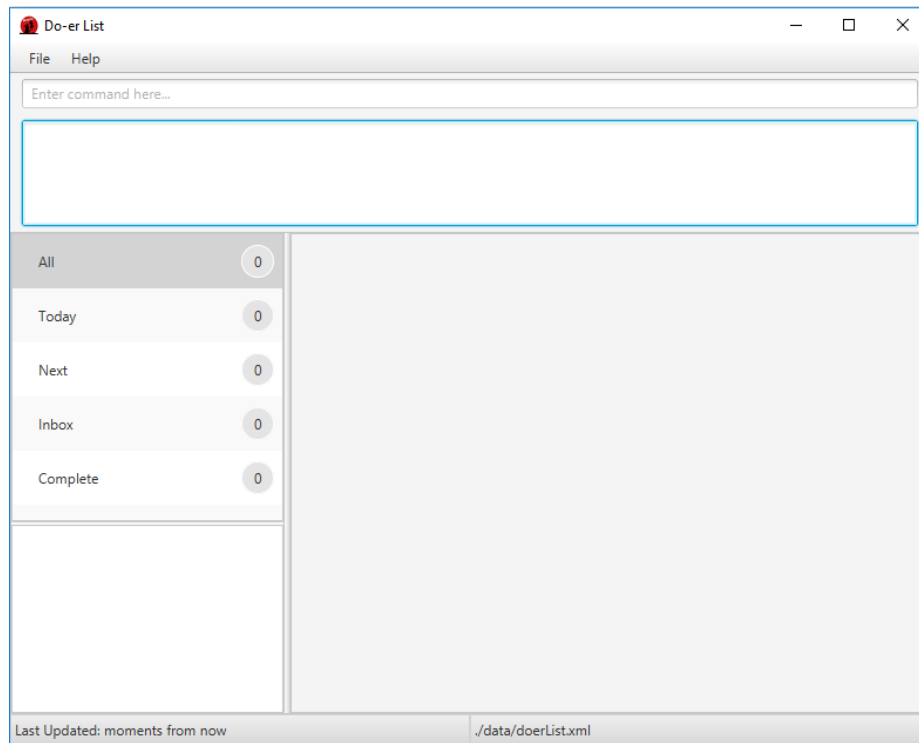 Do-er List
File Help
Enter command here...
All 0
Today 0
Next 0
Inbox 0
Complete 0
Last Updated: moments from now ./data/doerList.xml